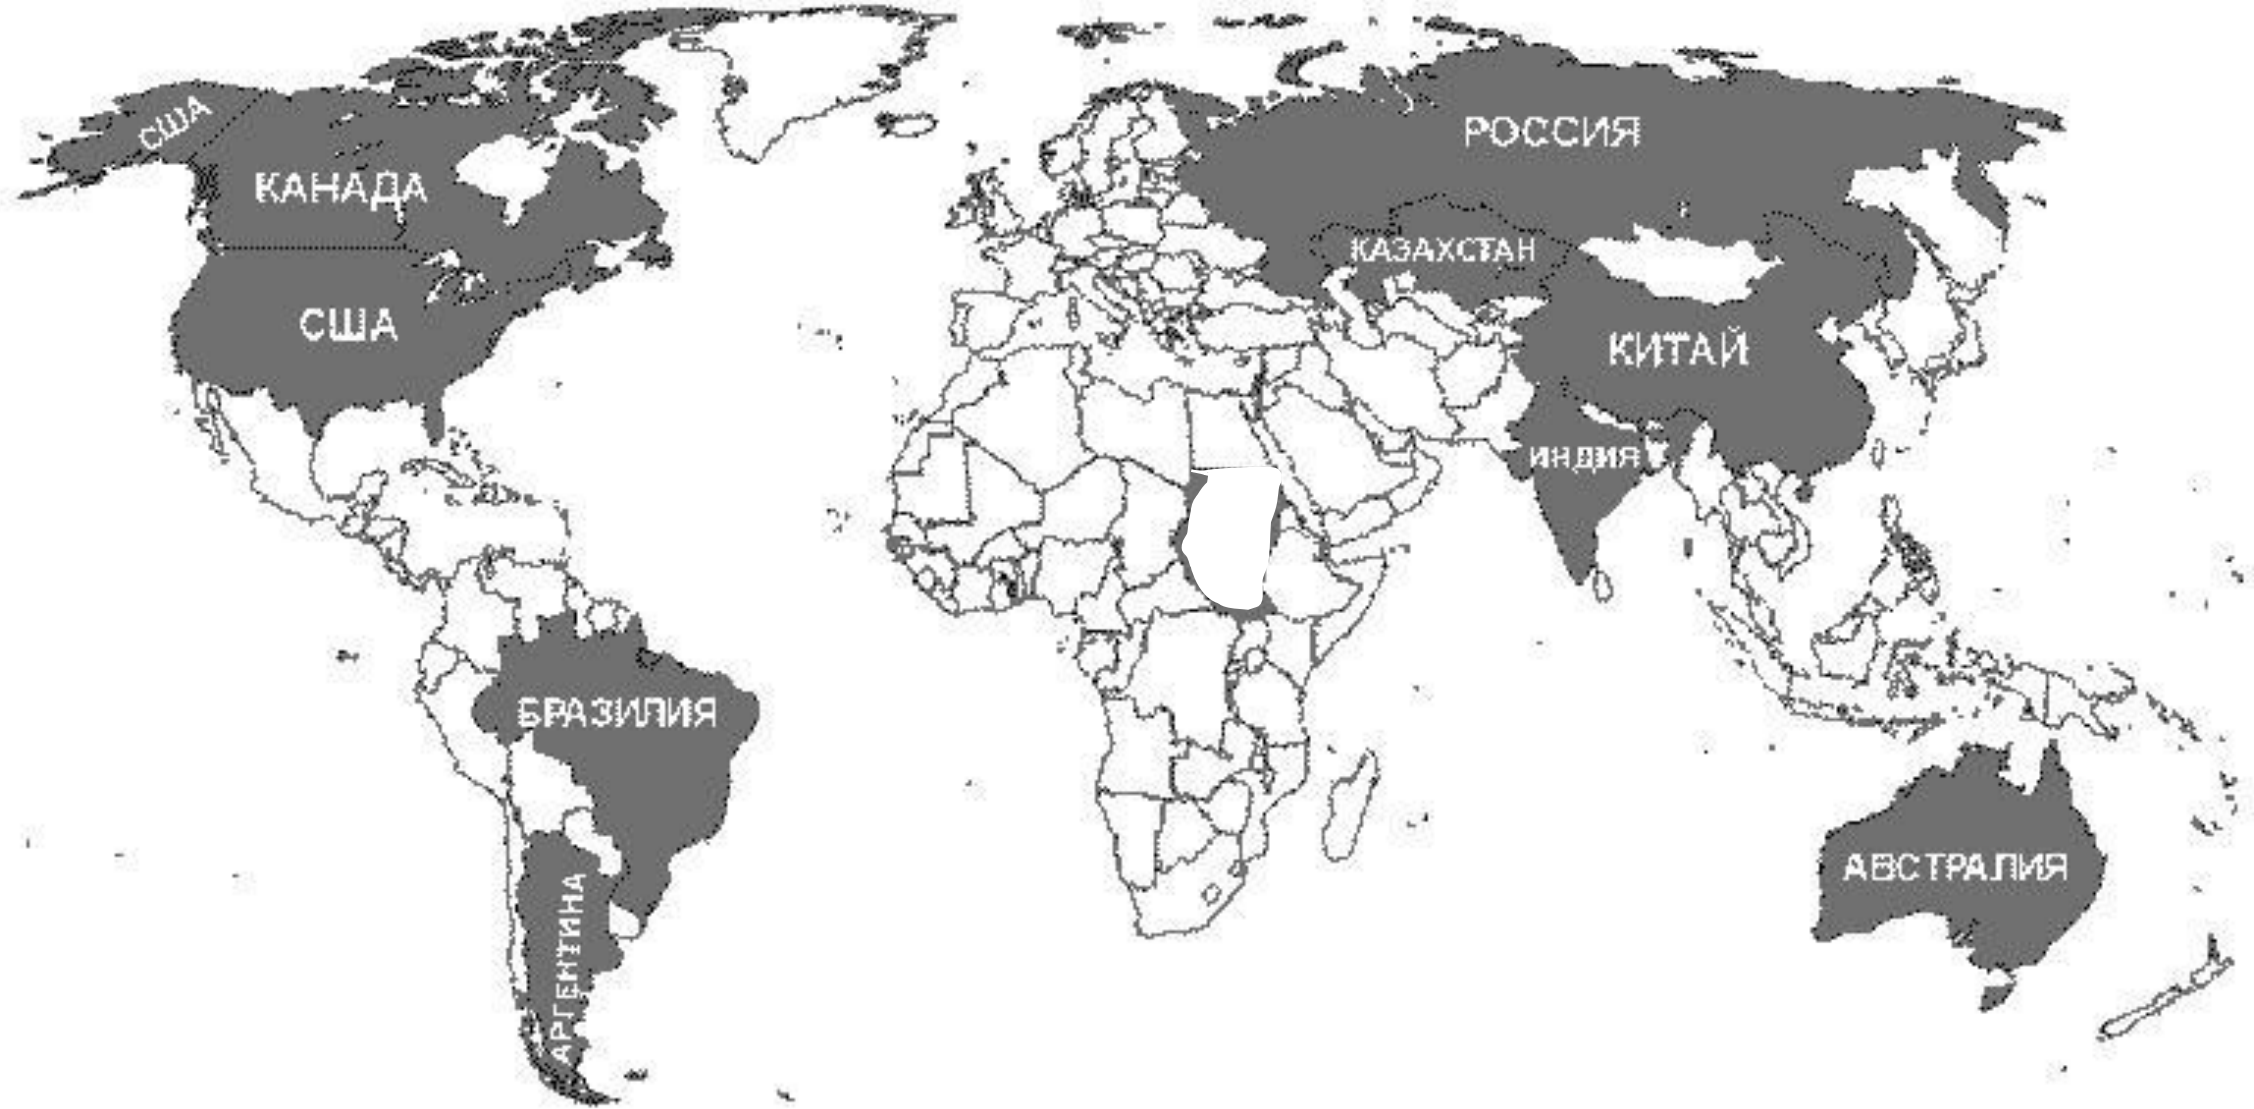 США
КАНАДА
США
РОССИЯ
КАЗАХСТАН
КИТАЙ
ИНДИЯ
БРАЗИЛИЯ
АРГЕНТИНА
АВСТРАЛИЯ